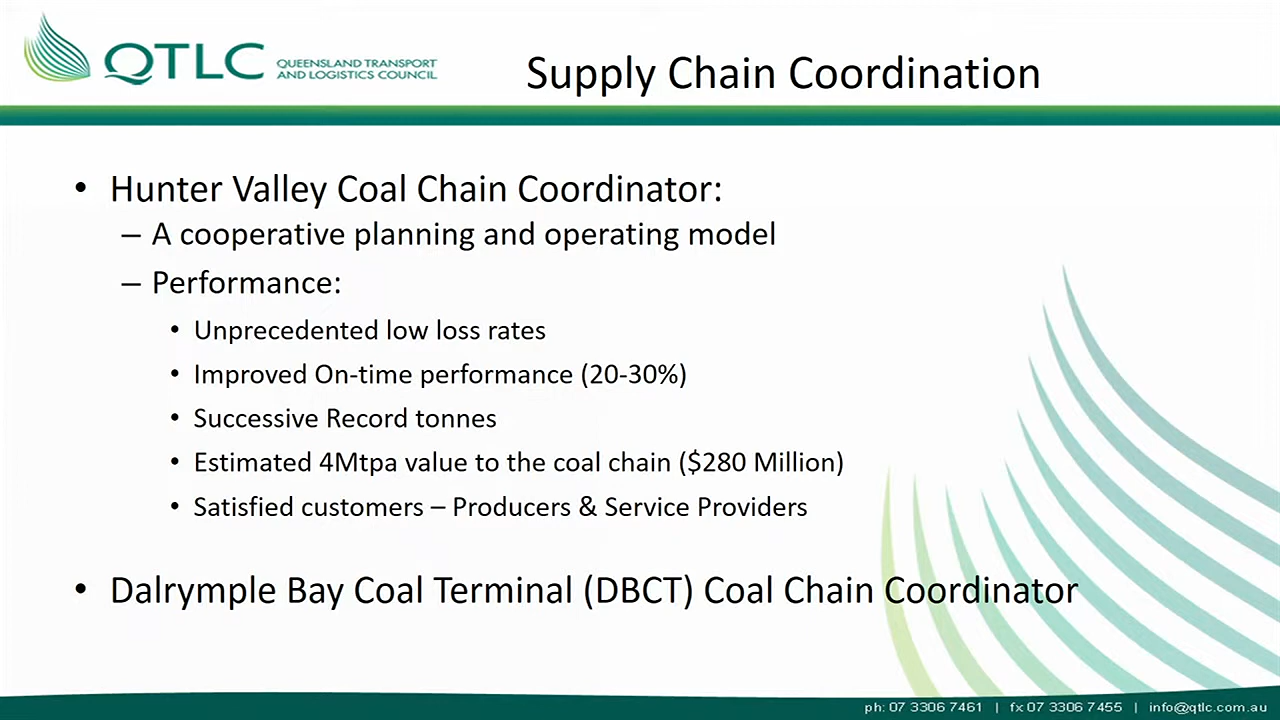 QTLC QUEENSLAND TRANSPORT
AND LOGISTICS COUNCIL
Supply Chain Coordination
• Hunter Valley Coal Chain Coordinator:
– A cooperative planning and operating model
– Performance:
• Unprecedented low loss rates
• Improved On-time performance (20-30%)
• Successive Record tonnes
• Estimated 4Mtpa value to the coal chain ($280 Million)
• Satisfied customers – Producers & Service Providers
• Dalrymple Bay Coal Terminal (DBCT) Coal Chain Coordinator
ph: 07 3306 7461 | fx 07 3306 7455 | info@qtlc.com.au